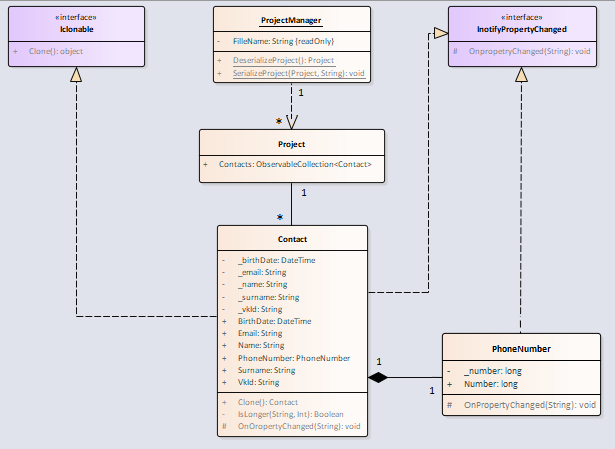 «interface»
Iclonable
+ Clone(): object
ProjectManager
- FilleName: String {readOnly}
+ DeserializeProject(): Project
+ SerializeProject(Project, String): void
«interface»
InotifyPropertyChanged
# OnpropetryChanged(String): void
1
*
Project
+ Contacts: ObservableCollection<Contact>
1
*
Contact
- _birthDate: DateTime
- _email: String
- _name: String
- _surname: String
- _vkId: String
+ BirthDate: DateTime
+ Email: String
+ Name: String
+ PhoneNumber: PhoneNumber
+ Surname: String
+ VkId: String
+ Clone(): Contact
- IsLonger(String, Int): Boolean
# OnOropertyChanged(String): void
1
1
PhoneNumber
- _number: long
+ Number: long
# OnPropertyChanged(String): void